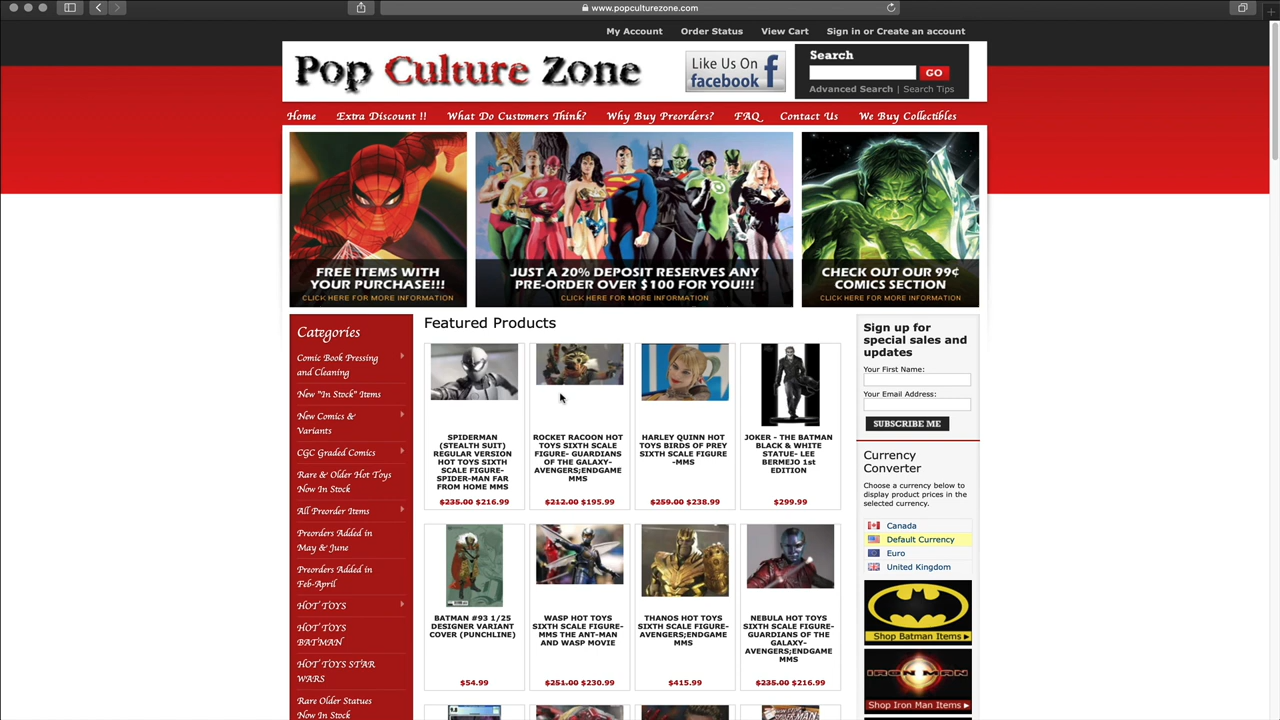 www.popculturezone.com
My Account Order Status View Cart Sign in or Create an account
Pop Culture Zone
Like Us On
facebook f
Search
GO
Advanced Search | Search Tips
Home Extra Discount !! What Do Customers Think? Why Buy Preorders? FAQ Contact Us We Buy Collectibles
FREE ITEMS WITH
YOUR PURCHASE!!!
CLICK HERE FOR MORE INFORMATION
JUST A 20% DEPOSIT RESERVES ANY
PRE-ORDER OVER $100 FOR YOU!!!
CLICK HERE FOR MORE INFORMATION
CHECK OUT OUR 99¢
COMICS SECTION
CLICK HERE FOR MORE INFORMATION
Categories
Comic Book Pressing
and Cleaning
New "In Stock" Items
New Comics &
Variants
CGC Graded Comics
Rare & Older Hot Toys
Now In Stock
All Preorder Items
Preorders Added in
May & June
Preorders Added in
Feb-April
HOT TOYS
HOT TOYS
BATMAN
HOT TOYS STAR
WARS
Rare Older Statues
Now In Stock
Featured Products
SPIDERMAN
(STEALTH SUIT)
REGULAR VERSION
HOT TOYS SIXTH
SCALE FIGURE-
SPIDER-MAN FAR
FROM HOME MMS
$235.00 $216.99
ROCKET RACOON HOT
TOYS SIXTH SCALE
FIGURE- GUARDIANS
OF THE GALAXY-
AVENGERS;ENDGAME
MMS
$212.00 $195.99
HARLEY QUINN HOT
TOYS BIRDS OF PREY
SIXTH SCALE FIGURE
-MMS
$259.00 $238.99
JOKER - THE BATMAN
BLACK & WHITE
STATUE- LEE
BERMEJO 1st
EDITION
$299.99
BATMAN #93 1/25
DESIGNER VARIANT
COVER (PUNCHLINE)
$54.99
WASP HOT TOYS
SIXTH SCALE FIGURE-
MMS THE ANT-MAN
AND WASP MOVIE
$251.00 $230.99
THANOS HOT TOYS
SIXTH SCALE FIGURE-
AVENGERS;ENDGAME
MMS
$415.99
NEBULA HOT TOYS
SIXTH SCALE FIGURE-
GUARDIANS OF THE
GALAXY-
AVENGERS;ENDGAME
MMS
$235.00 $216.99
Sign up for
special sales and
updates
Your First Name:
Your Email Address:
SUBSCRIBE ME
Currency
Converter
Choose a currency below to
display product prices in the
selected currency.
Canada
Default Currency
Euro
United Kingdom
Shop Batman Items
IRON MAN
Shop Iron Man Items